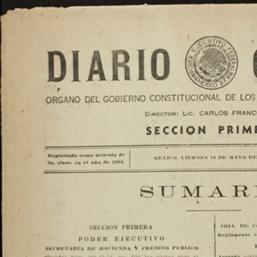 DIARIO
ORGANO DEL GOBIERNO CONSTITUCIONAL DE LOS
DIRECTOR: LIC. CARLOS FRANC
SECCION PRIME
Registrado como artículo de
2a. clase, en el año de 1884.
MEXICO, VIERNES 16 DE MAYO DE
SUMARI
SECCION PRIMERA
PODER EJECUTIVO
SECRETARIA DE HACIENDA Y CREDITO PUBLICO